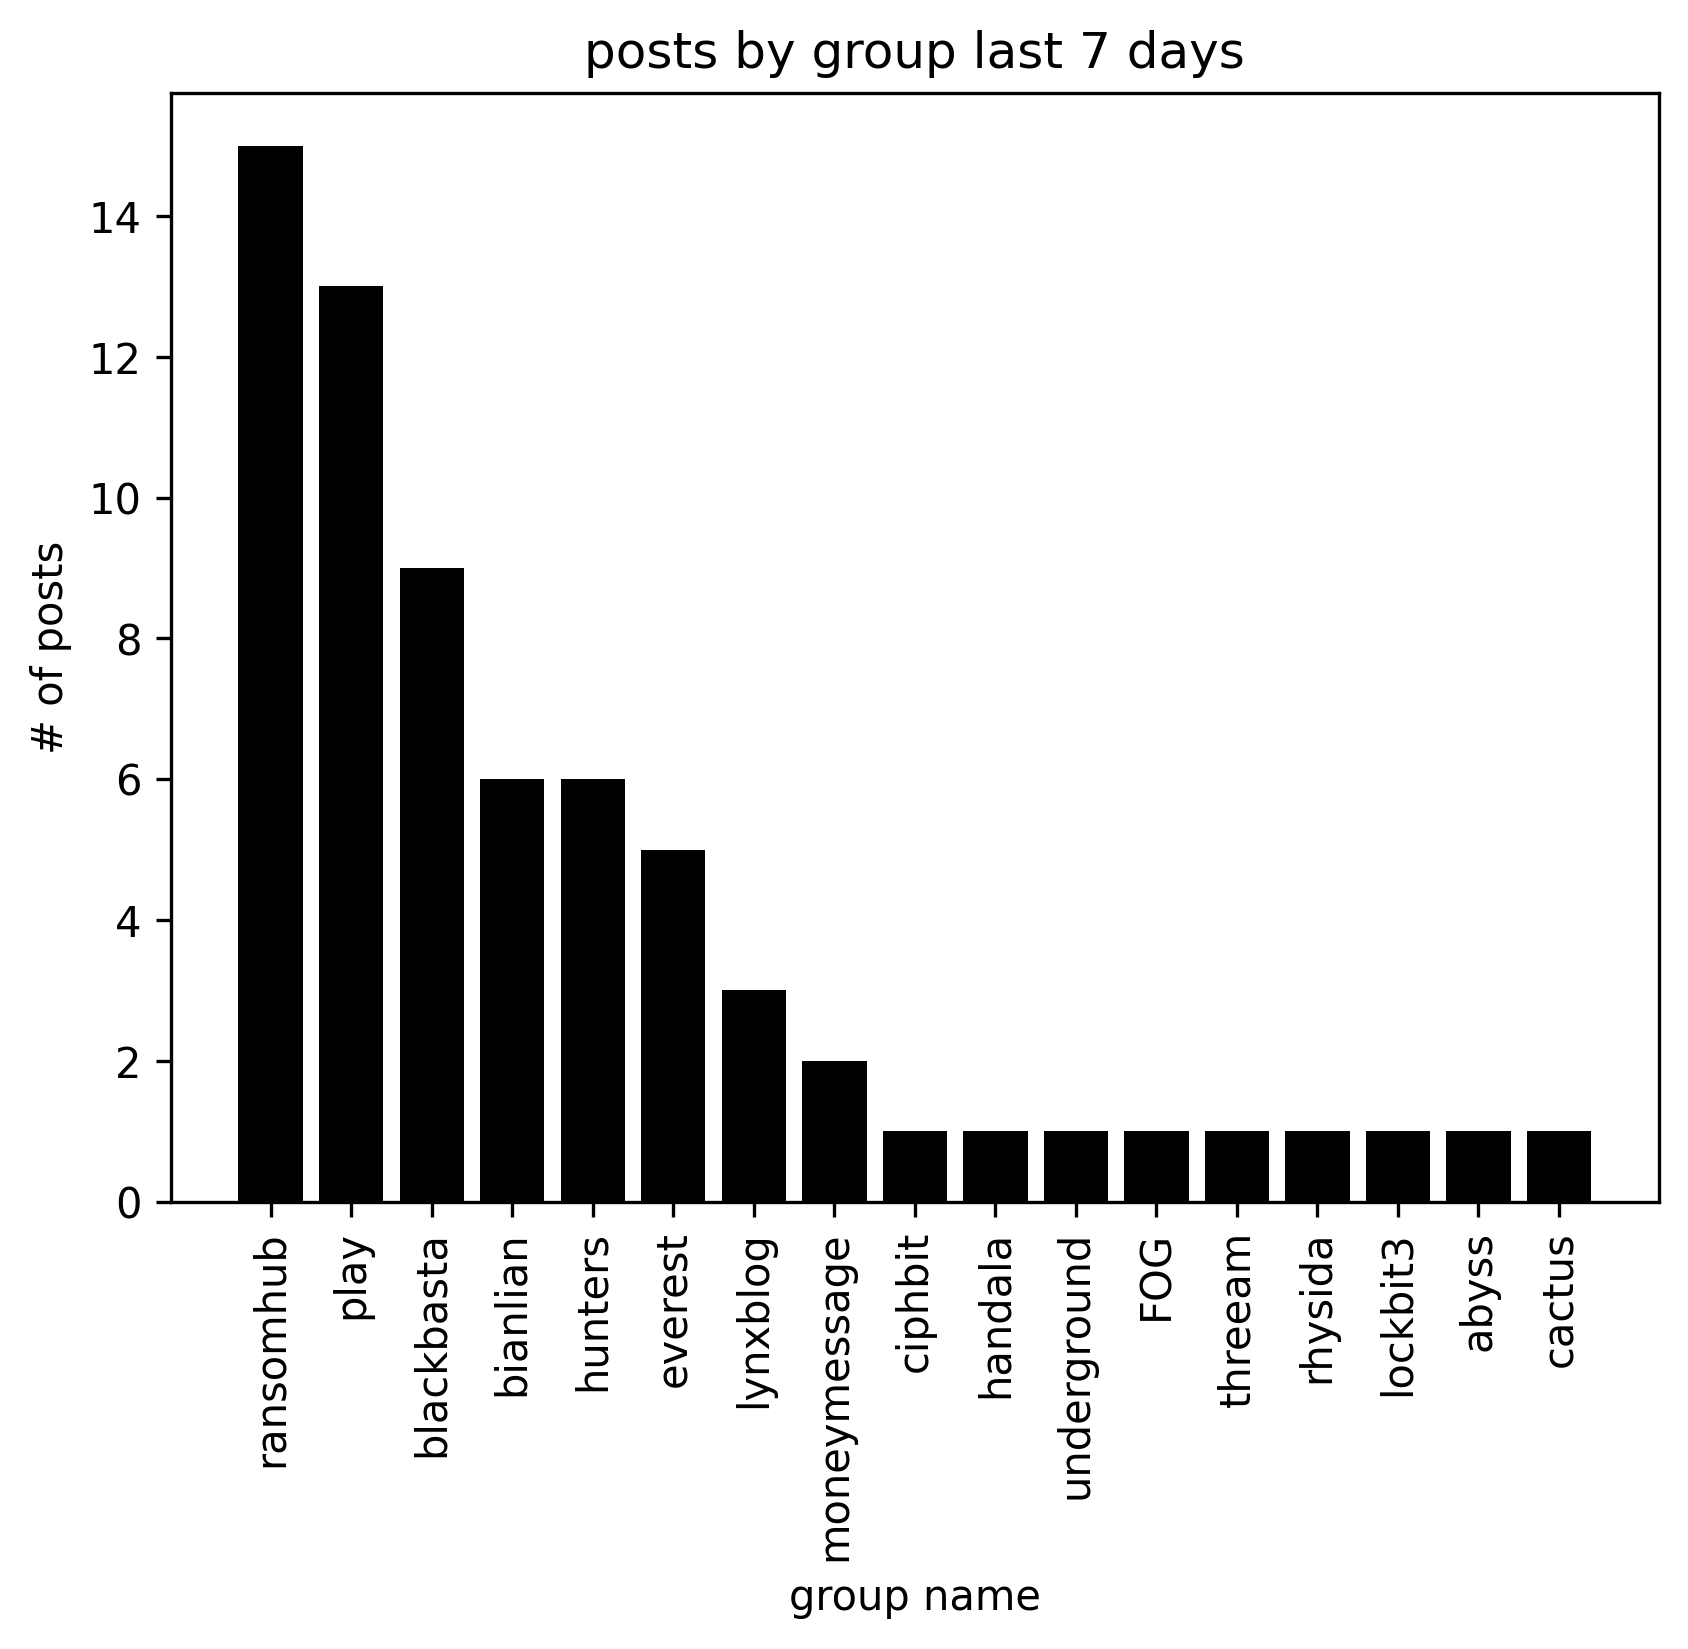 posts by group last 7 days
# of posts
14
12
10
8
6
4
2
0
ransomhub
play
blackbasta
bianlian
hunters
everest
lynxblog
moneymessage
ciphbit
handala
underground
FOG
threeam
rhysida
lockbit3
abyss
cactus
group name